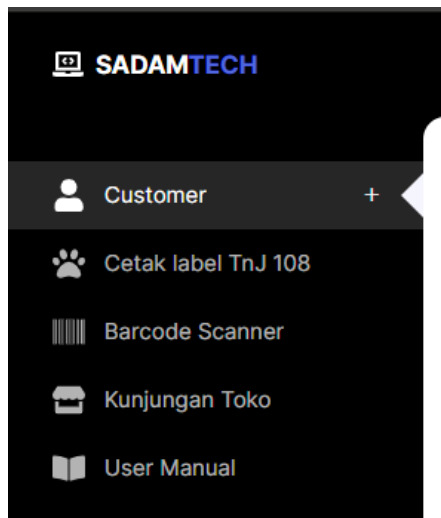 SADAMTECH
Customer +
Cetak label TnJ 108
Barcode Scanner
Kunjungan Toko
User Manual